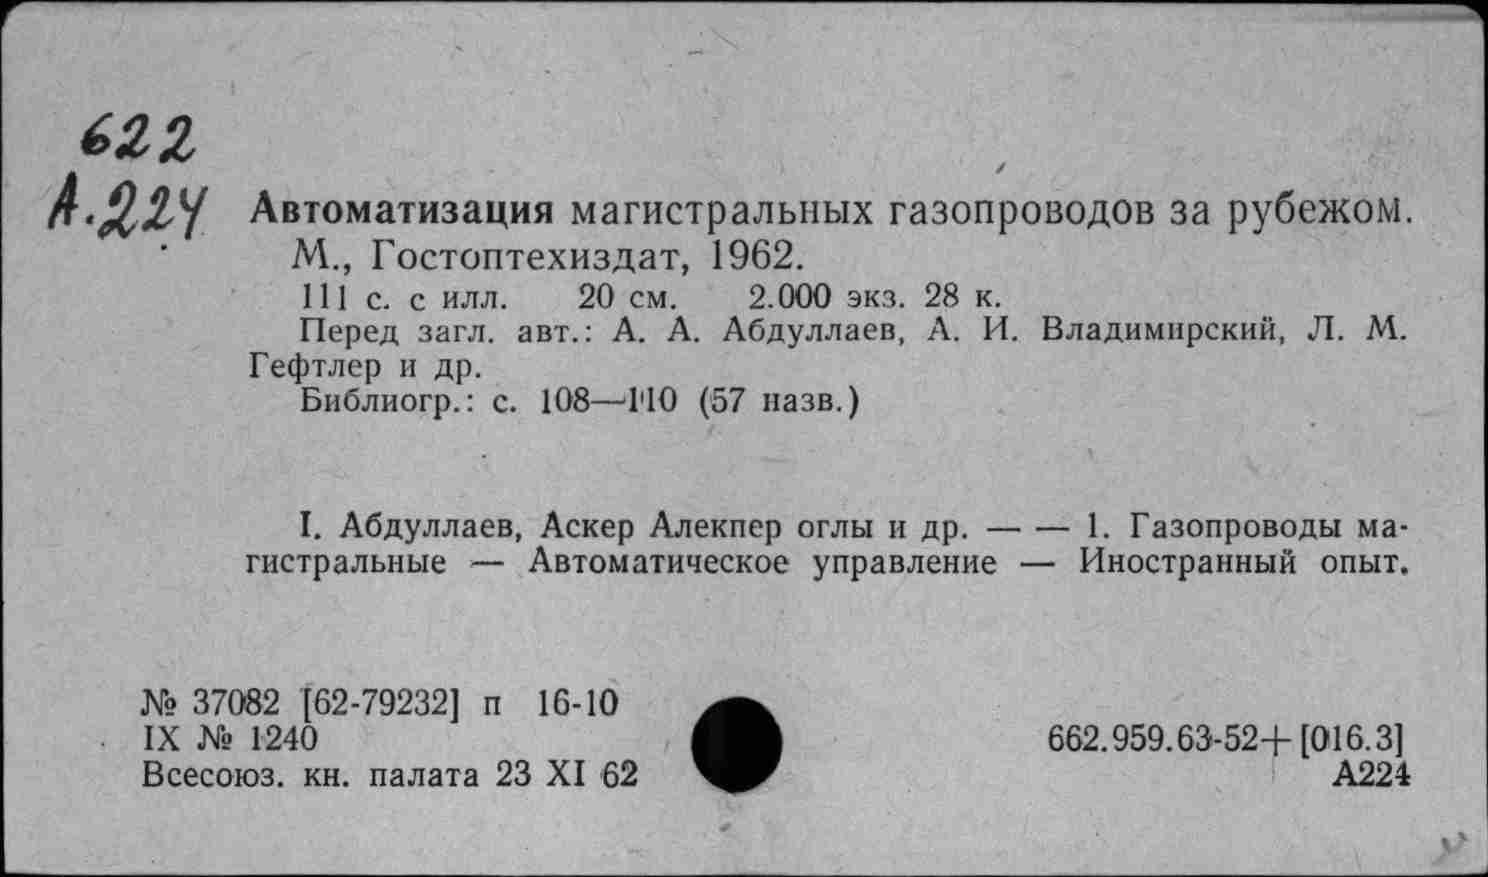 622
А.224 Автоматизация магистральных газопроводов за рубежом.
М., Гостоптехиздат, 1962.
111 с. с илл. 20 см. 2.000 экз. 28 к.
Перед загл. авт.: А. А. Абдуллаев, А. И. Владимирский, Л. М.
Гефтлер и др.
Библиогр.: с. 108—110 (57 назв.)
I. Абдуллаев, Аскер Алекпер оглы и др. — — 1. Газопроводы ма-
гистральные — Автоматическое управление — Иностранный опыт.
№ 37082 [62-79232] п 16-10
IX № 1240
Всесоюз. кн. палата 23 XI 62
662.959.63-52+[016.3]
А224